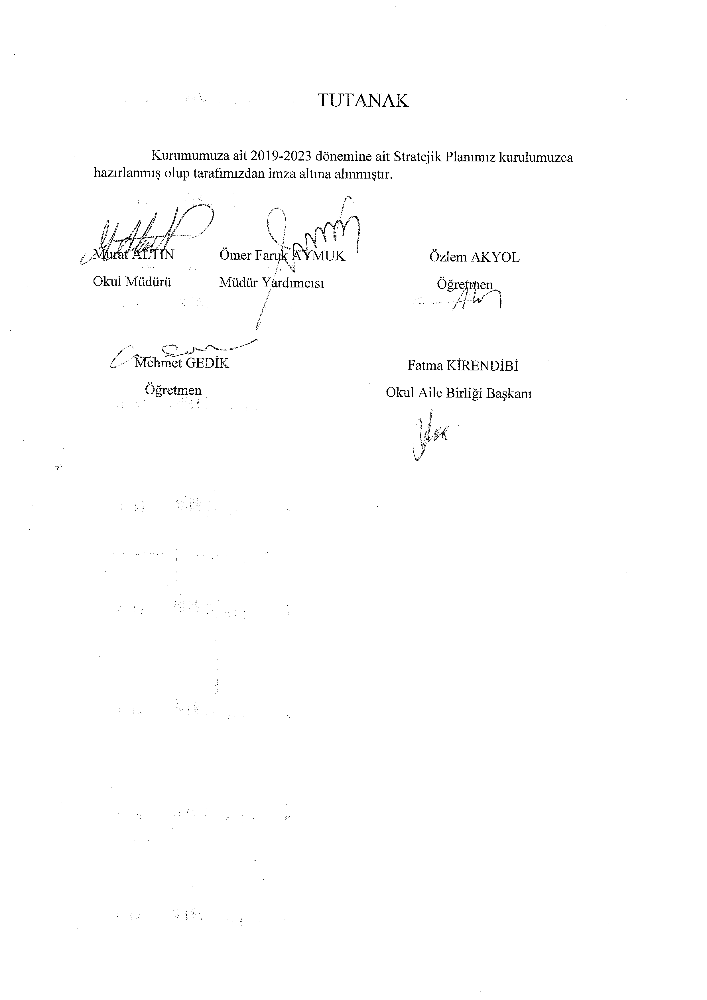 TUTANAK
Kurumumuza ait 2019-2023 dönemine ait Stratejik Planımız kurulumuzca
hazırlanmış olup tarafımızdan imza altına alınmıştır.
Murat ALTIN Ömer Faruk AYMUK Özlem AKYOL
Okul Müdürü Müdür Yardımcısı Öğretmen
Mehmet GEDİK Fatma KİRENDİBİ
Öğretmen Okul Aile Birliği Başkanı